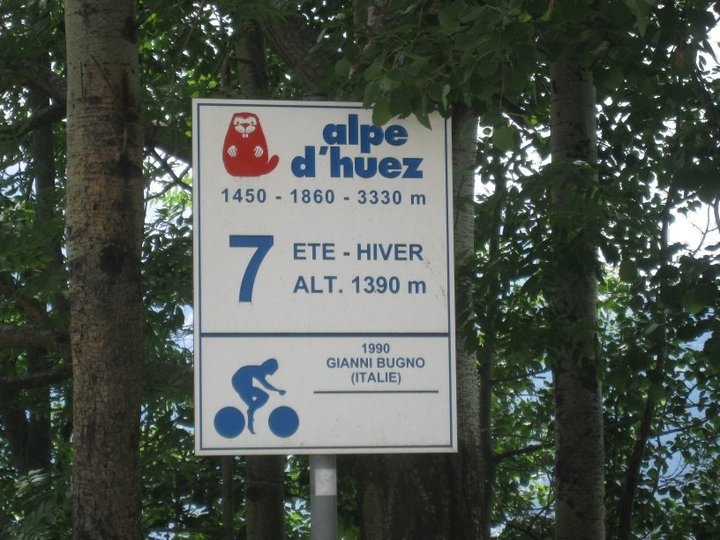 alpe
d'huez
1450 - 1860 - 3330 m
7
ETE - HIVER
ALT. 1390 m
1990
GIANNI BUGNO
(ITALIE)